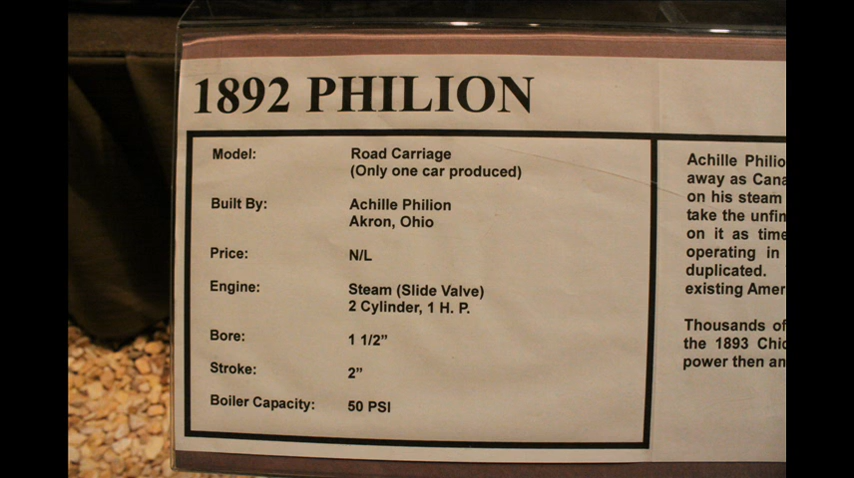 1892 PHILION
Model: Road Carriage
(Only one car produced)
Built By: Achille Philion
Akron, Ohio
Price: N/L
Engine: Steam (Slide Valve)
2 Cylinder, 1 H. P.
Bore: 1 1/2”
Stroke: 2”
Boiler Capacity: 50 PSI
Achille Philio
away as Cana
on his steam
take the unfin
on it as time
operating in
duplicated.
existing Amer
Thousands of
the 1893 Chic
power then an